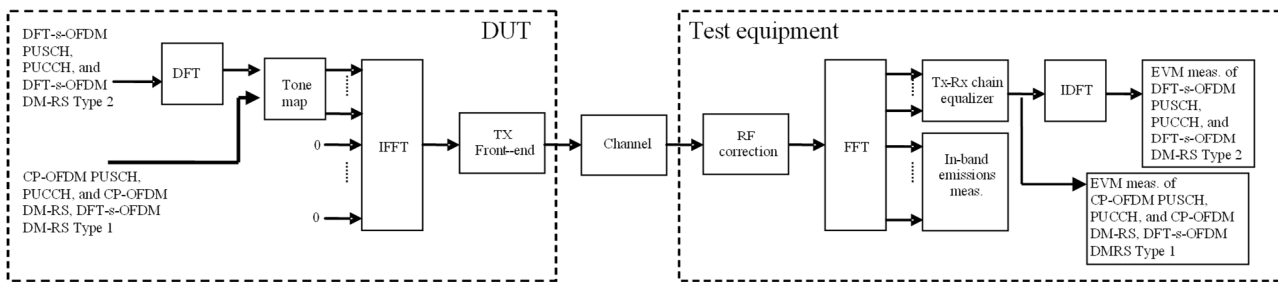 DUT
Test equipment
DFT-s-OFDM
PUSCH,
PUCCH, and
DFT-s-OFDM
DM-RS Type 2
DFT
Tone
map
CP-OFDM PUSCH,
PUCCH, and CP-OFDM
DM-RS, DFT-s-OFDM
DM-RS Type 1
0
0
IFFT
TX
Front--end
Channel
RF
correction
FFT
Tx-Rx chain
equalizer
In-band
emissions
meas.
IDFT
EVM meas. of
DFT-s-OFDM
PUSCH,
PUCCH, and
DFT-s-OFDM
DM-RS Type 2
EVM meas. of
CP-OFDM PUSCH,
PUCCH, and CP-OFDM
DM-RS, DFT-s-OFDM
DMRS Type 1